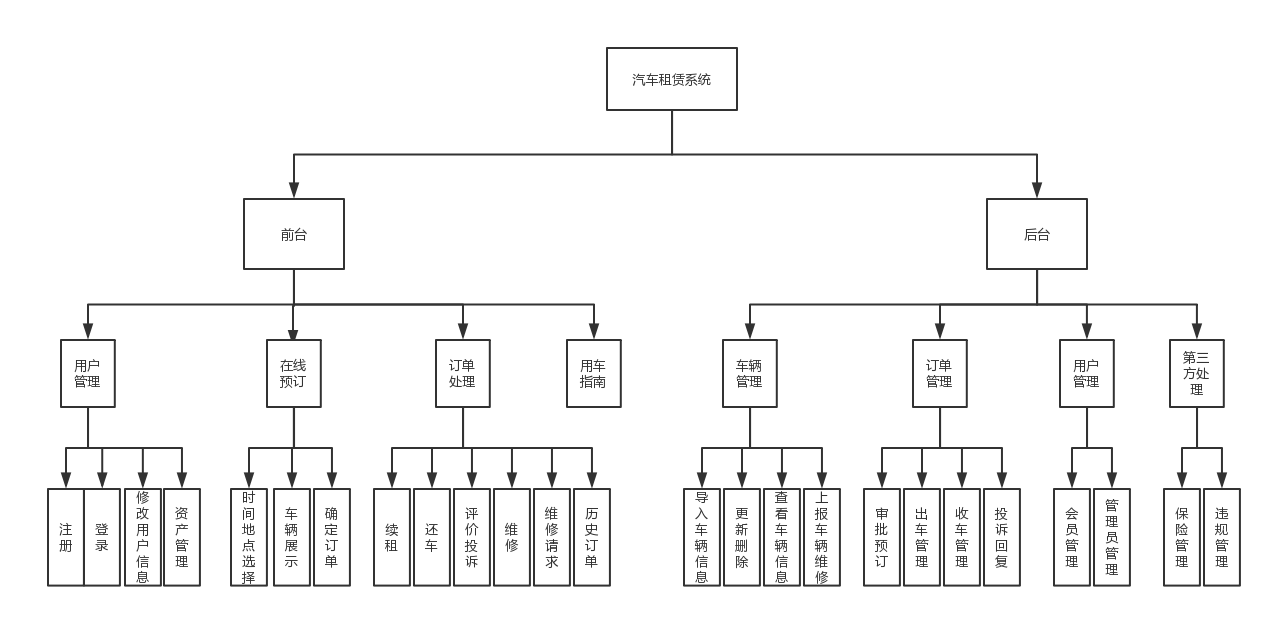 汽车租赁系统
前台
后台
用户
管理
在线
预订
订单
处理
用车
指南
车辆
管理
订单
管理
用户
管理
第三
方处
理
注册
登录
修改用户信息
资产管理
时间地点选择
车辆展示
确定订单
续租
还车
评价投诉
维修
维修请求
历史订单
导入车辆信息
更新删除
查看车辆信息
上报车辆维修
审批预订
出车管理
收车管理
投诉回复
会员管理
管理员管理
保险管理
违规管理